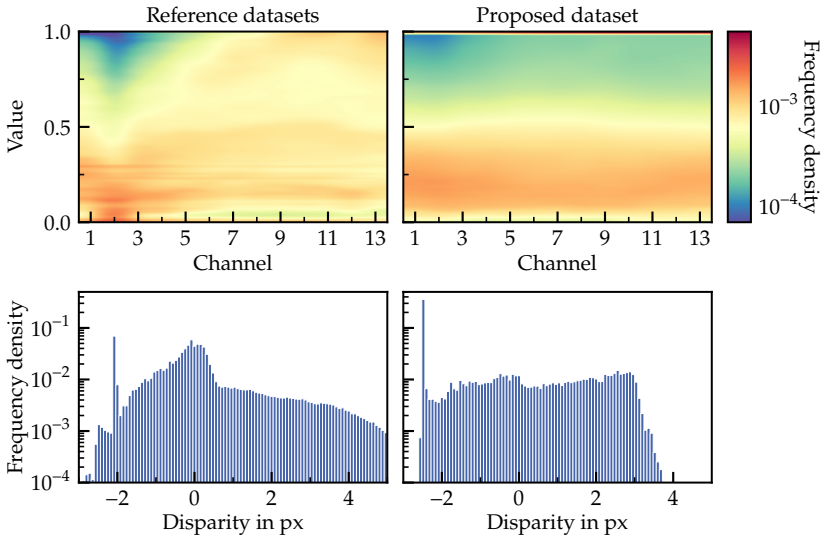 Reference datasets
Proposed dataset
Value
1.0
0.5
0.0
1 3 5 7 9 11 13
Channel
1 3 5 7 9 11 13
Channel
10⁻³
10⁻⁴
Frequency density
Frequency density
10⁻¹
10⁻²
10⁻³
10⁻⁴
−2 0 2 4
Disparity in px
−2 0 2 4
Disparity in px